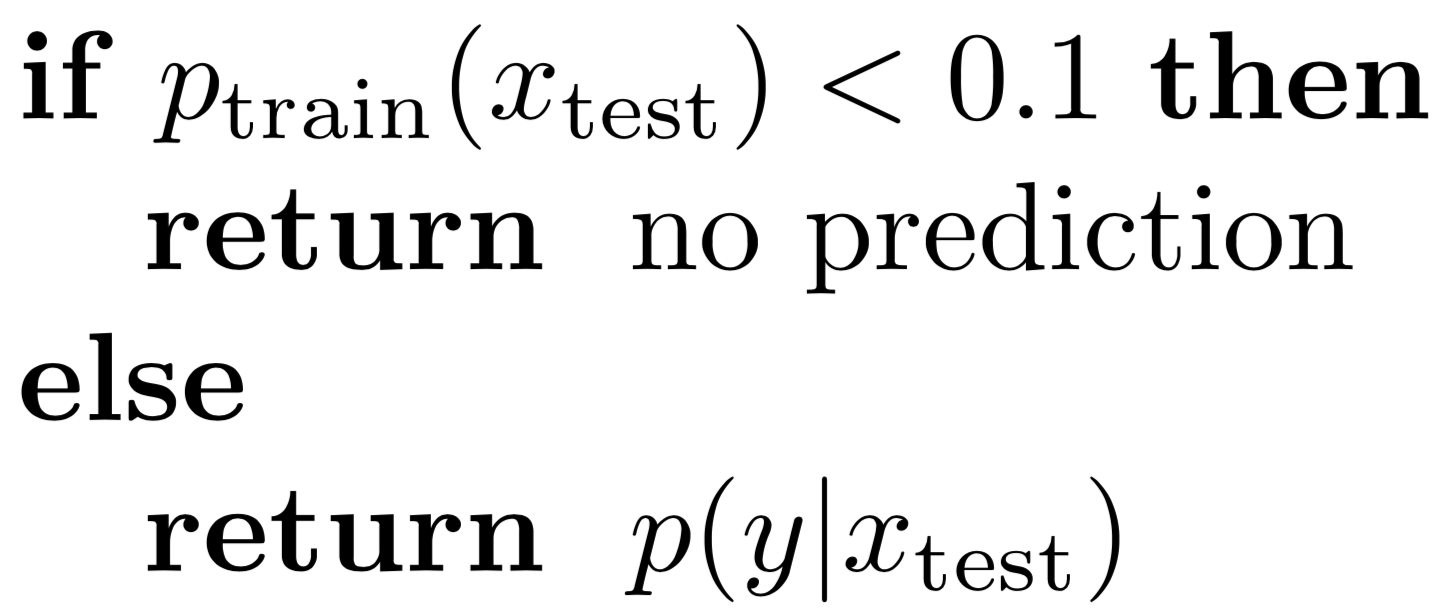 if p_train(x_test) < 0.1 then
return no prediction
else
return p(y|x_test)